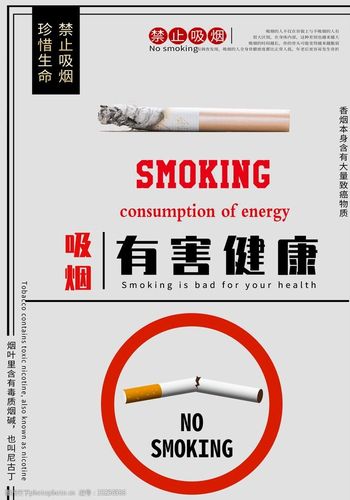 禁止吸烟
珍惜生命
禁止吸烟
No smoking
香烟本身含有大量致癌物质
SMOKING
consumption of energy
吸烟
有害健康
Smoking is bad for your health
Tobacco contains toxic nicotine, also known as nicotine
烟叶里含有毒质烟碱，也叫尼古丁
NO
SMOKING